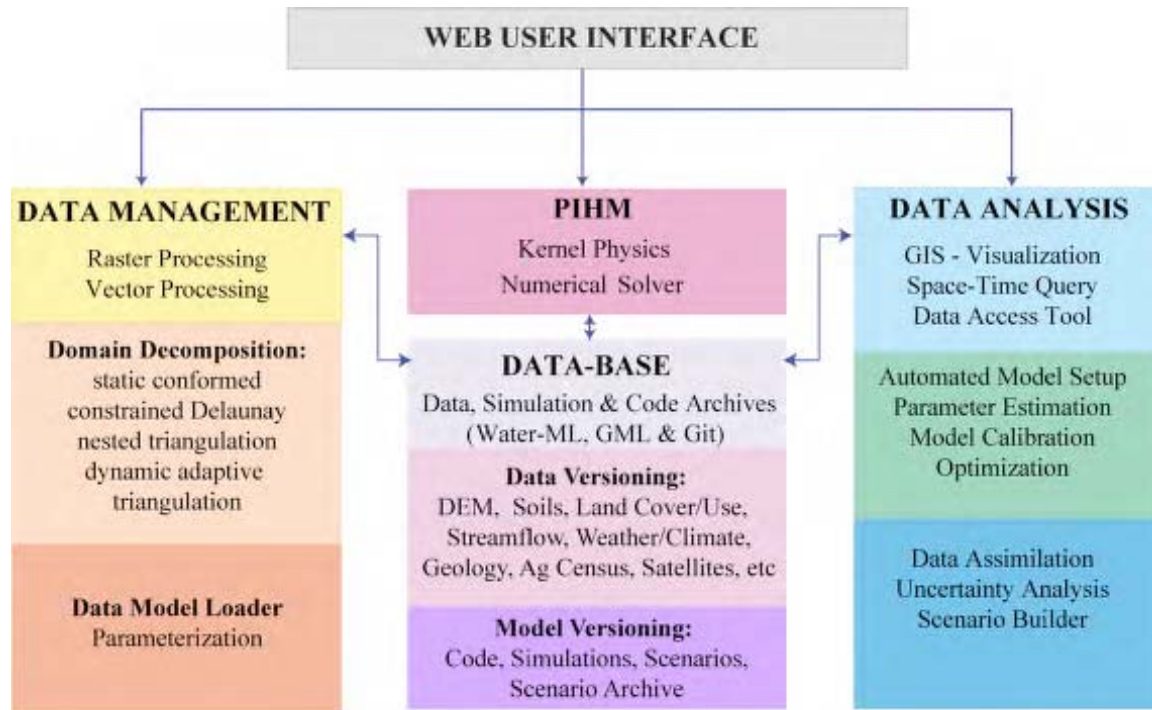 WEB USER INTERFACE
DATA MANAGEMENT
Raster Processing
Vector Processing
Domain Decomposition:
static conformed
constrained Delaunay
nested triangulation
dynamic adaptive
triangulation
Data Model Loader
Parameterization
PIHM
Kernel Physics
Numerical Solver
DATA-BASE
Data, Simulation & Code Archives
(Water-ML, GML & Git)
Data Versioning:
DEM, Soils, Land Cover/Use,
Streamflow, Weather/Climate,
Geology, Ag Census, Satellites, etc
Model Versioning:
Code, Simulations, Scenarios,
Scenario Archive
DATA ANALYSIS
GIS - Visualization
Space-Time Query
Data Access Tool
Automated Model Setup
Parameter Estimation
Model Calibration
Optimization
Data Assimilation
Uncertainty Analysis
Scenario Builder